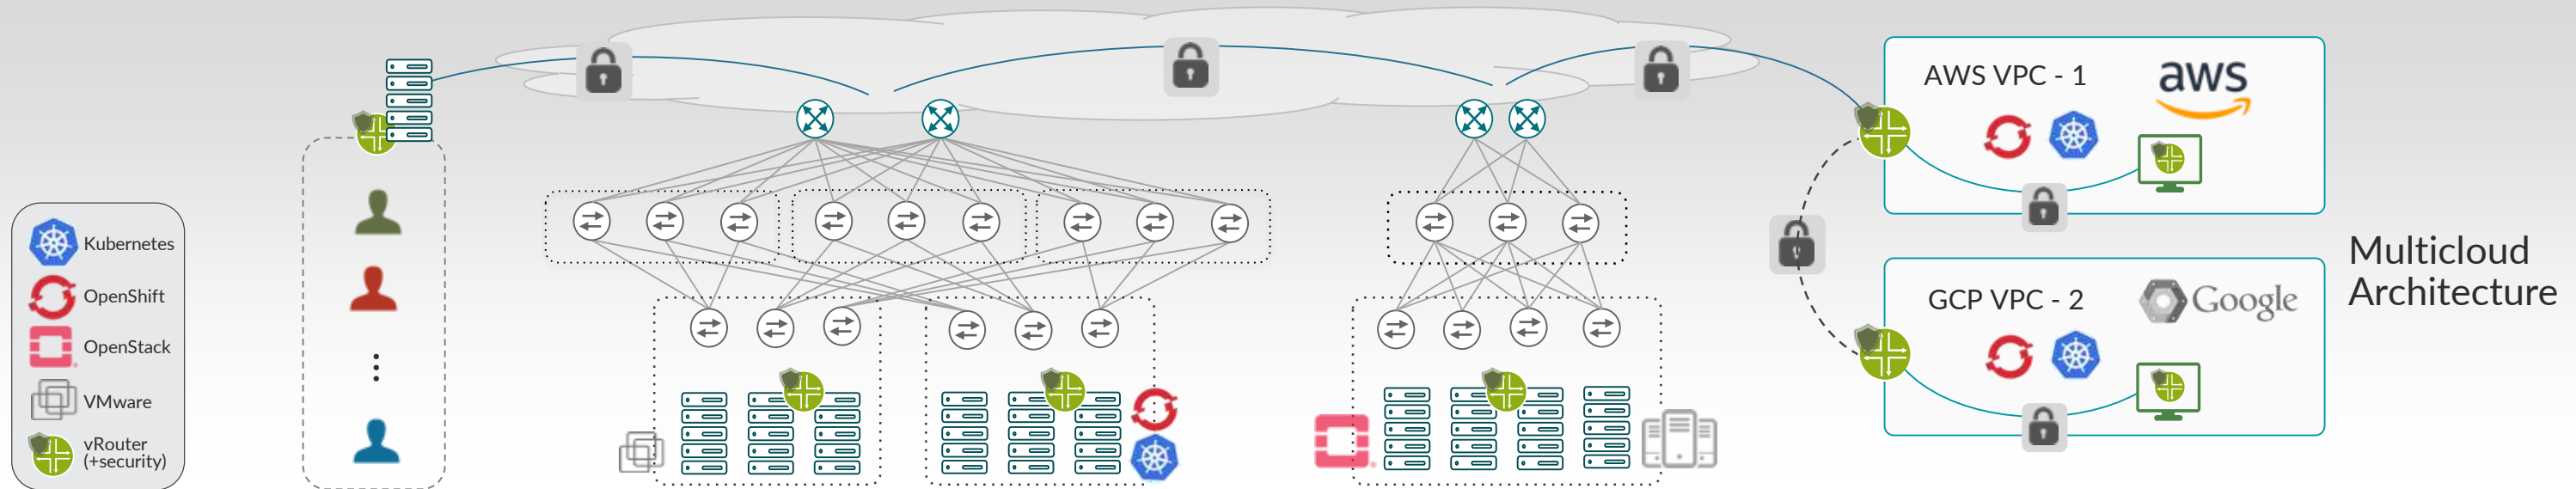 Kubernetes
OpenShift
OpenStack
VMware
vRouter
(+security)
AWS VPC - 1
aws
GCP VPC - 2
Google
Multicloud
Architecture